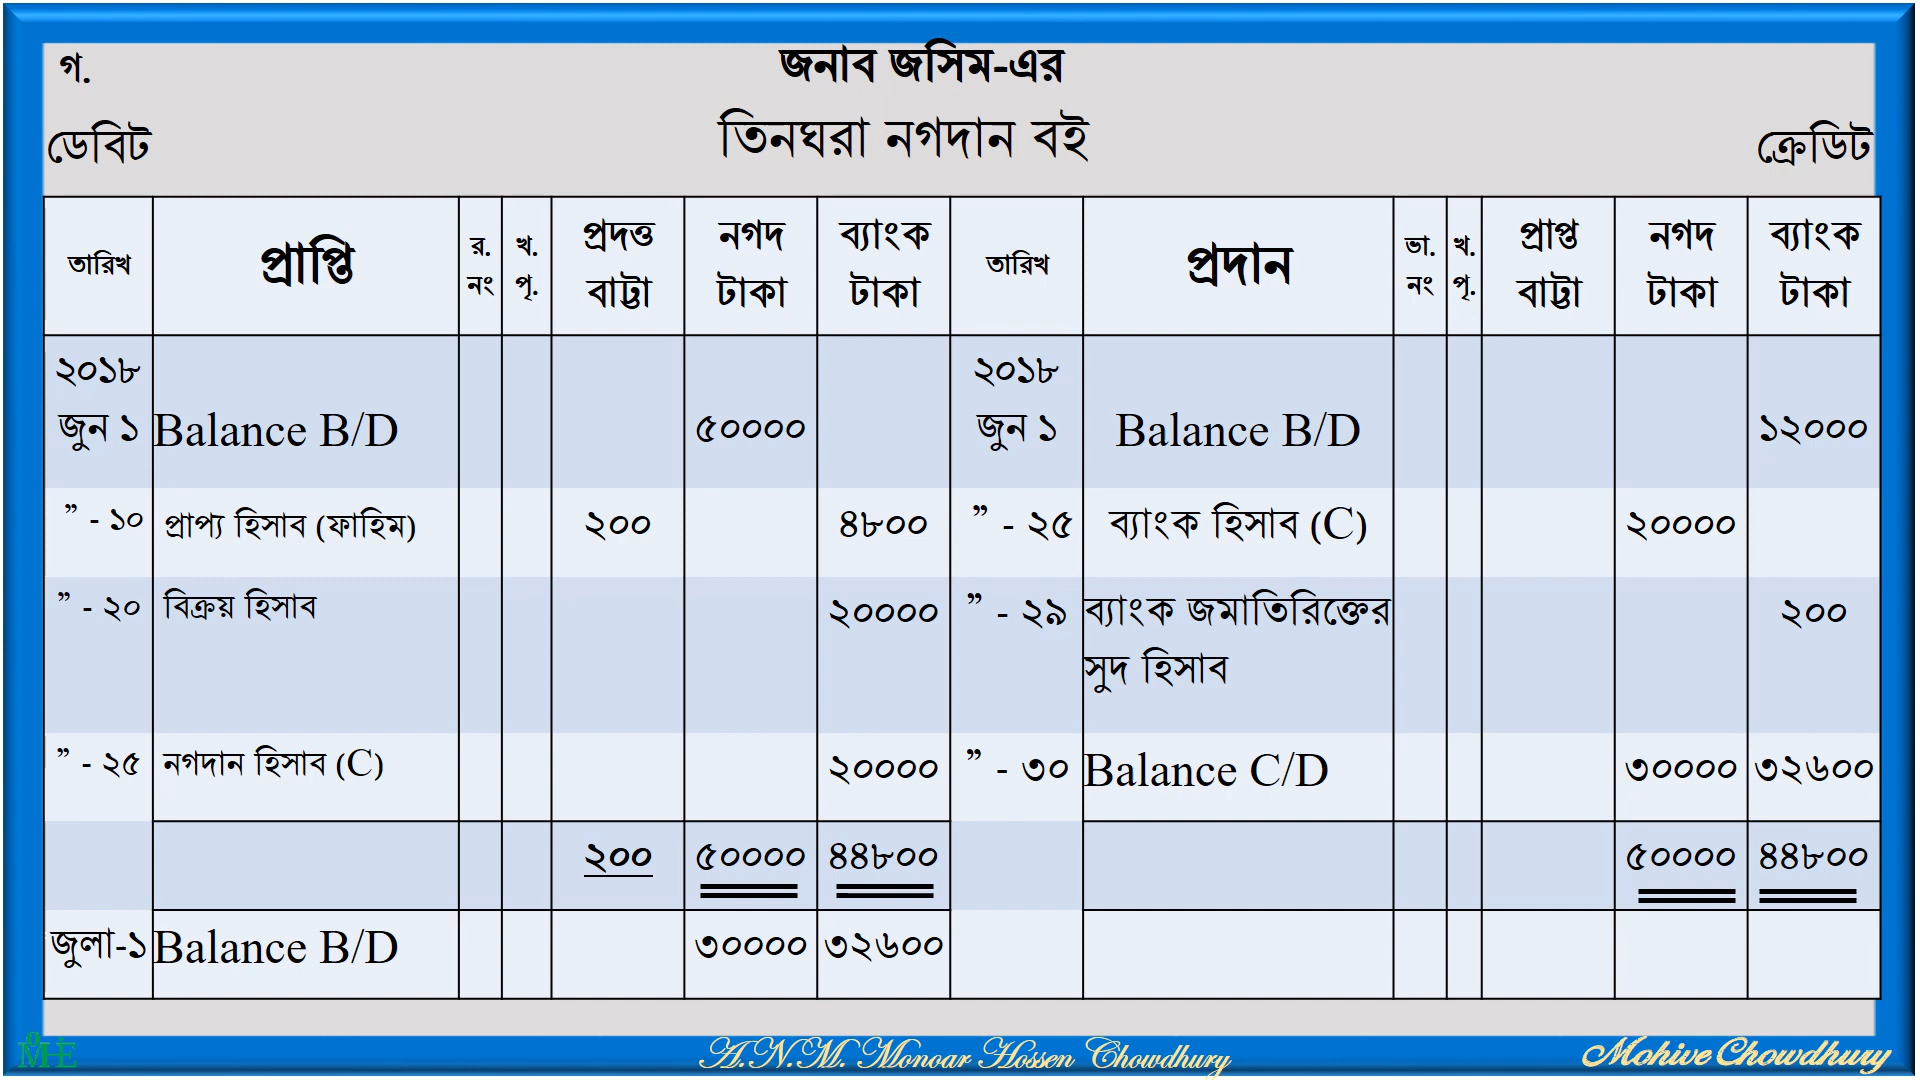 গ.
জনাব জসিম-এর
তিনঘরা নগদান বই
ডেবিট ক্রেডিট
তারিখ প্রাপ্তি র. নং খ. পৃ. প্রদত্ত বাট্টা নগদ টাকা ব্যাংক টাকা তারিখ প্রদান ভা. নং খ. পৃ. প্রাপ্ত বাট্টা নগদ টাকা ব্যাংক টাকা
২০১৮ ২০১৮
জুন ১ Balance B/D ৫০০০০ জুন ১ Balance B/D ১২০০০
” - ১০ প্রাপ্য হিসাব (ফাহিম) ২০০ ৪৮০০ ” - ২৫ ব্যাংক হিসাব (C) ২০০০০
” - ২০ বিক্রয় হিসাব ২০০০০ ” - ২৯ ব্যাংক জমাতিরিক্তের ২০০
সুদ হিসাব
” - ২৫ নগদান হিসাব (C) ২০০০০ ” - ৩০ Balance C/D ৩০০০০ ৩২৬০০
২০০ ৫০০০০ ৪৪৮০০ ৫০০০০ ৪৪৮০০
জুলা-১ Balance B/D ৩০০০০ ৩২৬০০
A.N.M. Monoar Hossen Chowdhury
Mohive Chowdhury